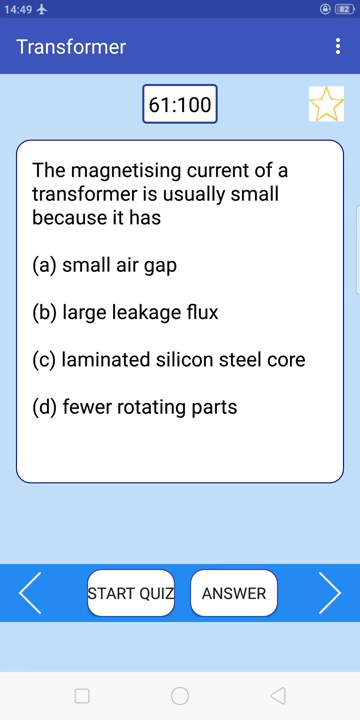 14:49
82
Transformer
61:100
The magnetising current of a
transformer is usually small
because it has
(a) small air gap
(b) large leakage flux
(c) laminated silicon steel core
(d) fewer rotating parts
START QUIZ
ANSWER